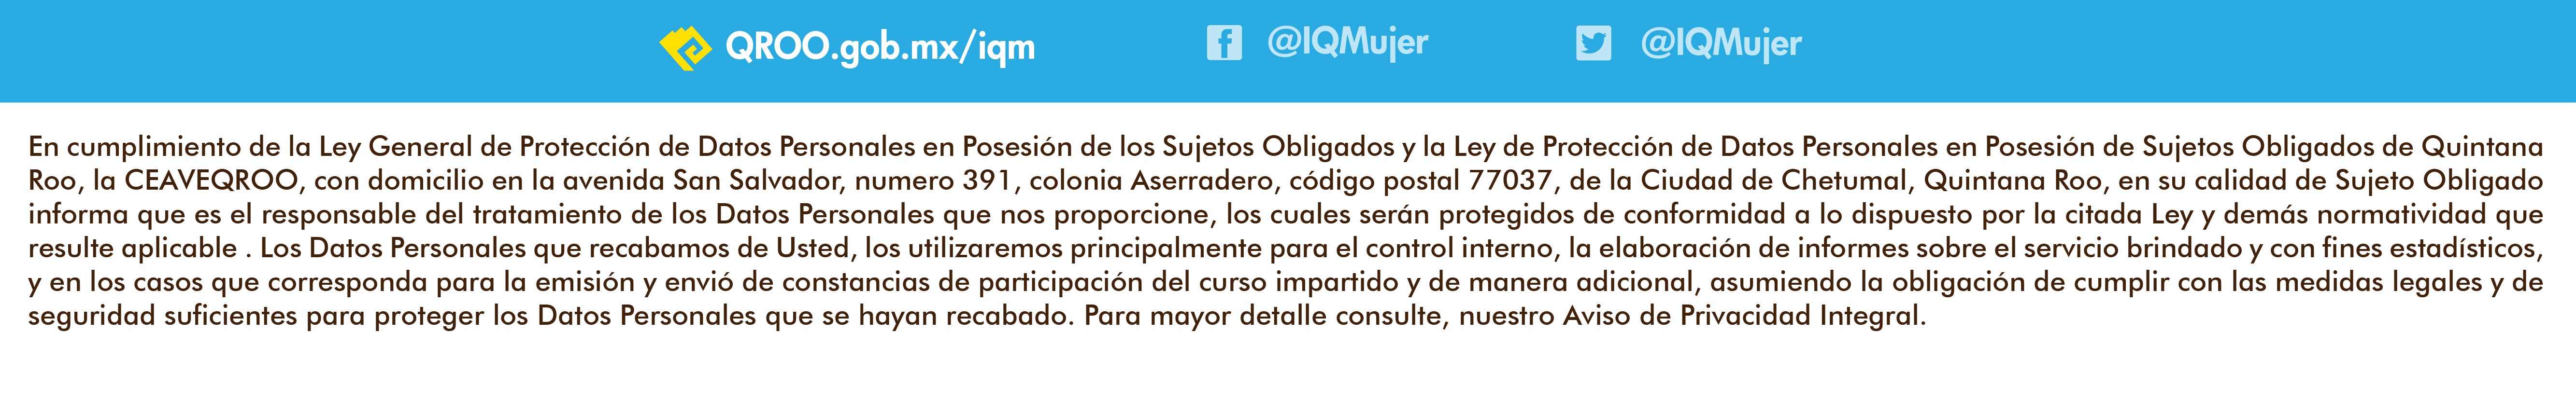 QROO.gob.mx/iqm @IQMujer @IQMujer
En cumplimiento de la Ley General de Protección de Datos Personales en Posesión de los Sujetos Obligados y la Ley de Protección de Datos Personales en Posesión de Sujetos Obligados de Quintana
Roo, la CEAVEQROO, con domicilio en la avenida San Salvador, numero 391, colonia Aserradero, código postal 77037, de la Ciudad de Chetumal, Quintana Roo, en su calidad de Sujeto Obligado
informa que es el responsable del tratamiento de los Datos Personales que nos proporcione, los cuales serán protegidos de conformidad a lo dispuesto por la citada Ley y demás normatividad que
resulte aplicable . Los Datos Personales que recabamos de Usted, los utilizaremos principalmente para el control interno, la elaboración de informes sobre el servicio brindado y con fines estadísticos,
y en los casos que corresponda para la emisión y envió de constancias de participación del curso impartido y de manera adicional, asumiendo la obligación de cumplir con las medidas legales y de
seguridad suficientes para proteger los Datos Personales que se hayan recabado. Para mayor detalle consulte, nuestro Aviso de Privacidad Integral.